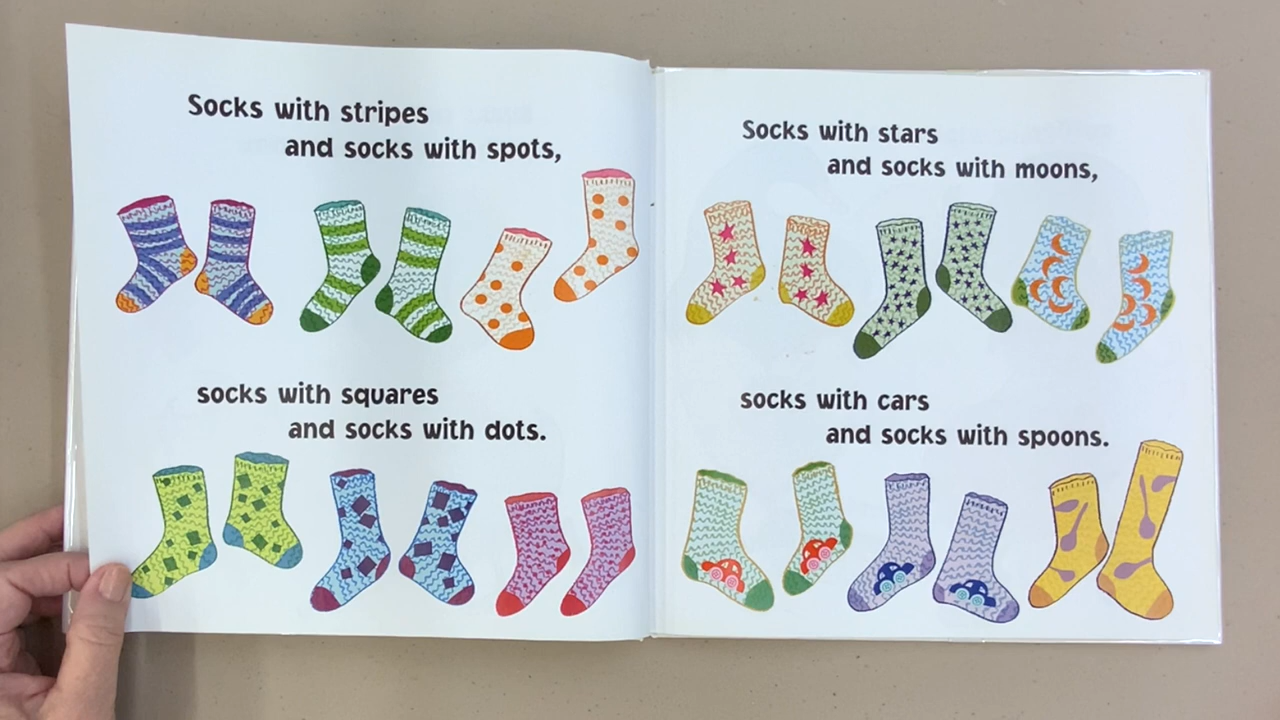 Socks with stripes
and socks with spots,
socks with squares
and socks with dots.
Socks with stars
and socks with moons,
socks with cars
and socks with spoons.